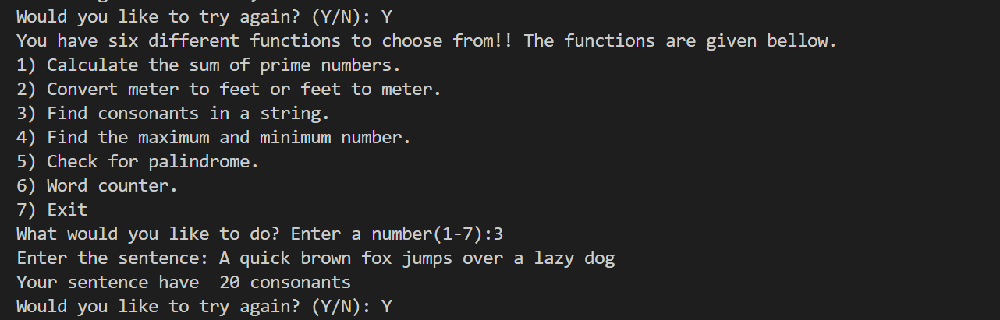 Would you like to try again? (Y/N): Y
You have six different functions to choose from!! The functions are given bellow.
1) Calculate the sum of prime numbers.
2) Convert meter to feet or feet to meter.
3) Find consonants in a string.
4) Find the maximum and minimum number.
5) Check for palindrome.
6) Word counter.
7) Exit
What would you like to do? Enter a number(1-7):3
Enter the sentence: A quick brown fox jumps over a lazy dog
Your sentence have  20 consonants
Would you like to try again? (Y/N): Y